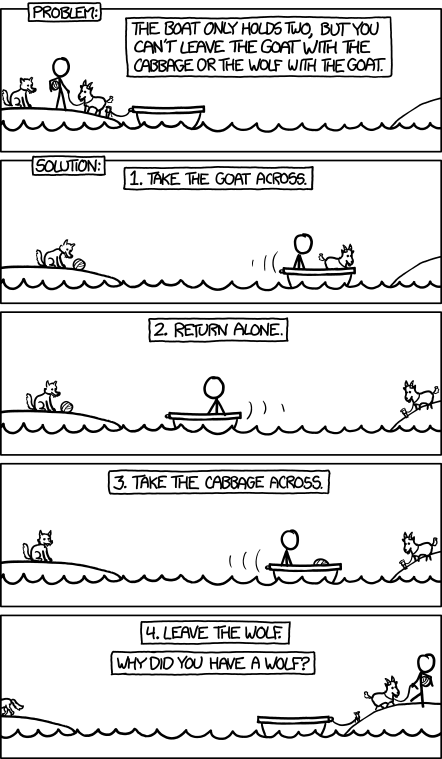 PROBLEM:
THE BOAT ONLY HOLDS TWO, BUT YOU
CAN'T LEAVE THE GOAT WITH THE
CABBAGE OR THE WOLF WITH THE GOAT.
SOLUTION:
1. TAKE THE GOAT ACROSS.
2. RETURN ALONE.
3. TAKE THE CABBAGE ACROSS.
4. LEAVE THE WOLF.
WHY DID YOU HAVE A WOLF?